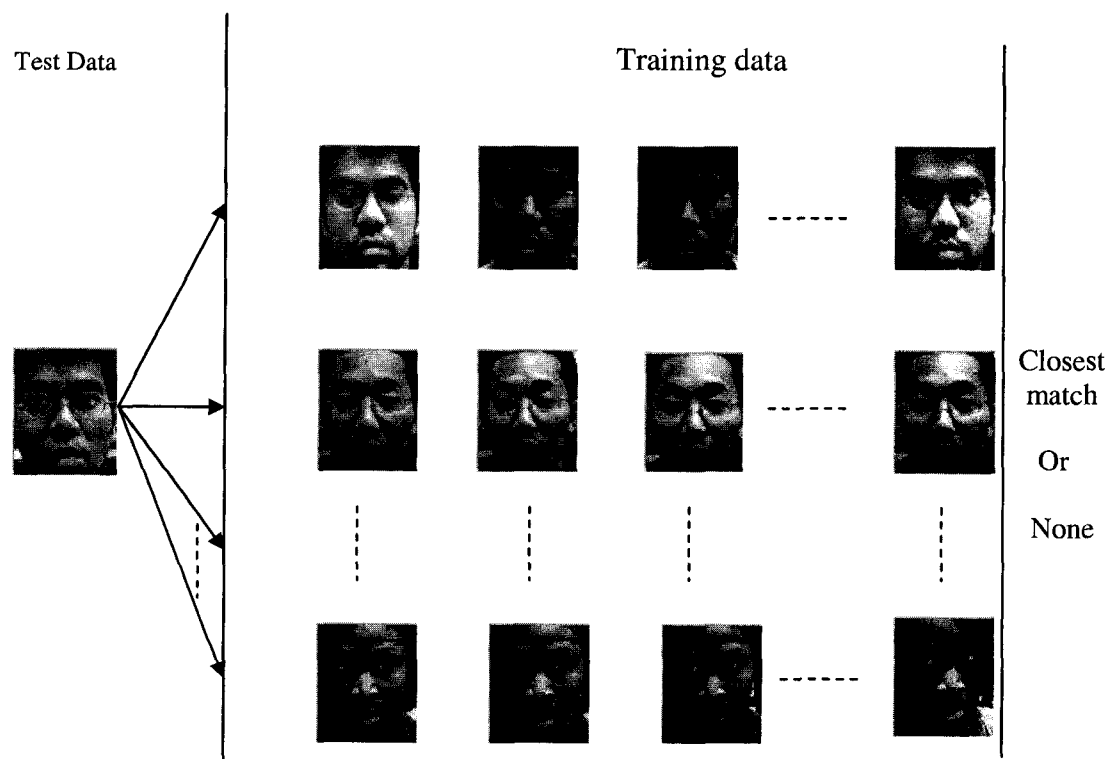 Test Data
Training data
Closest
match
Or
None